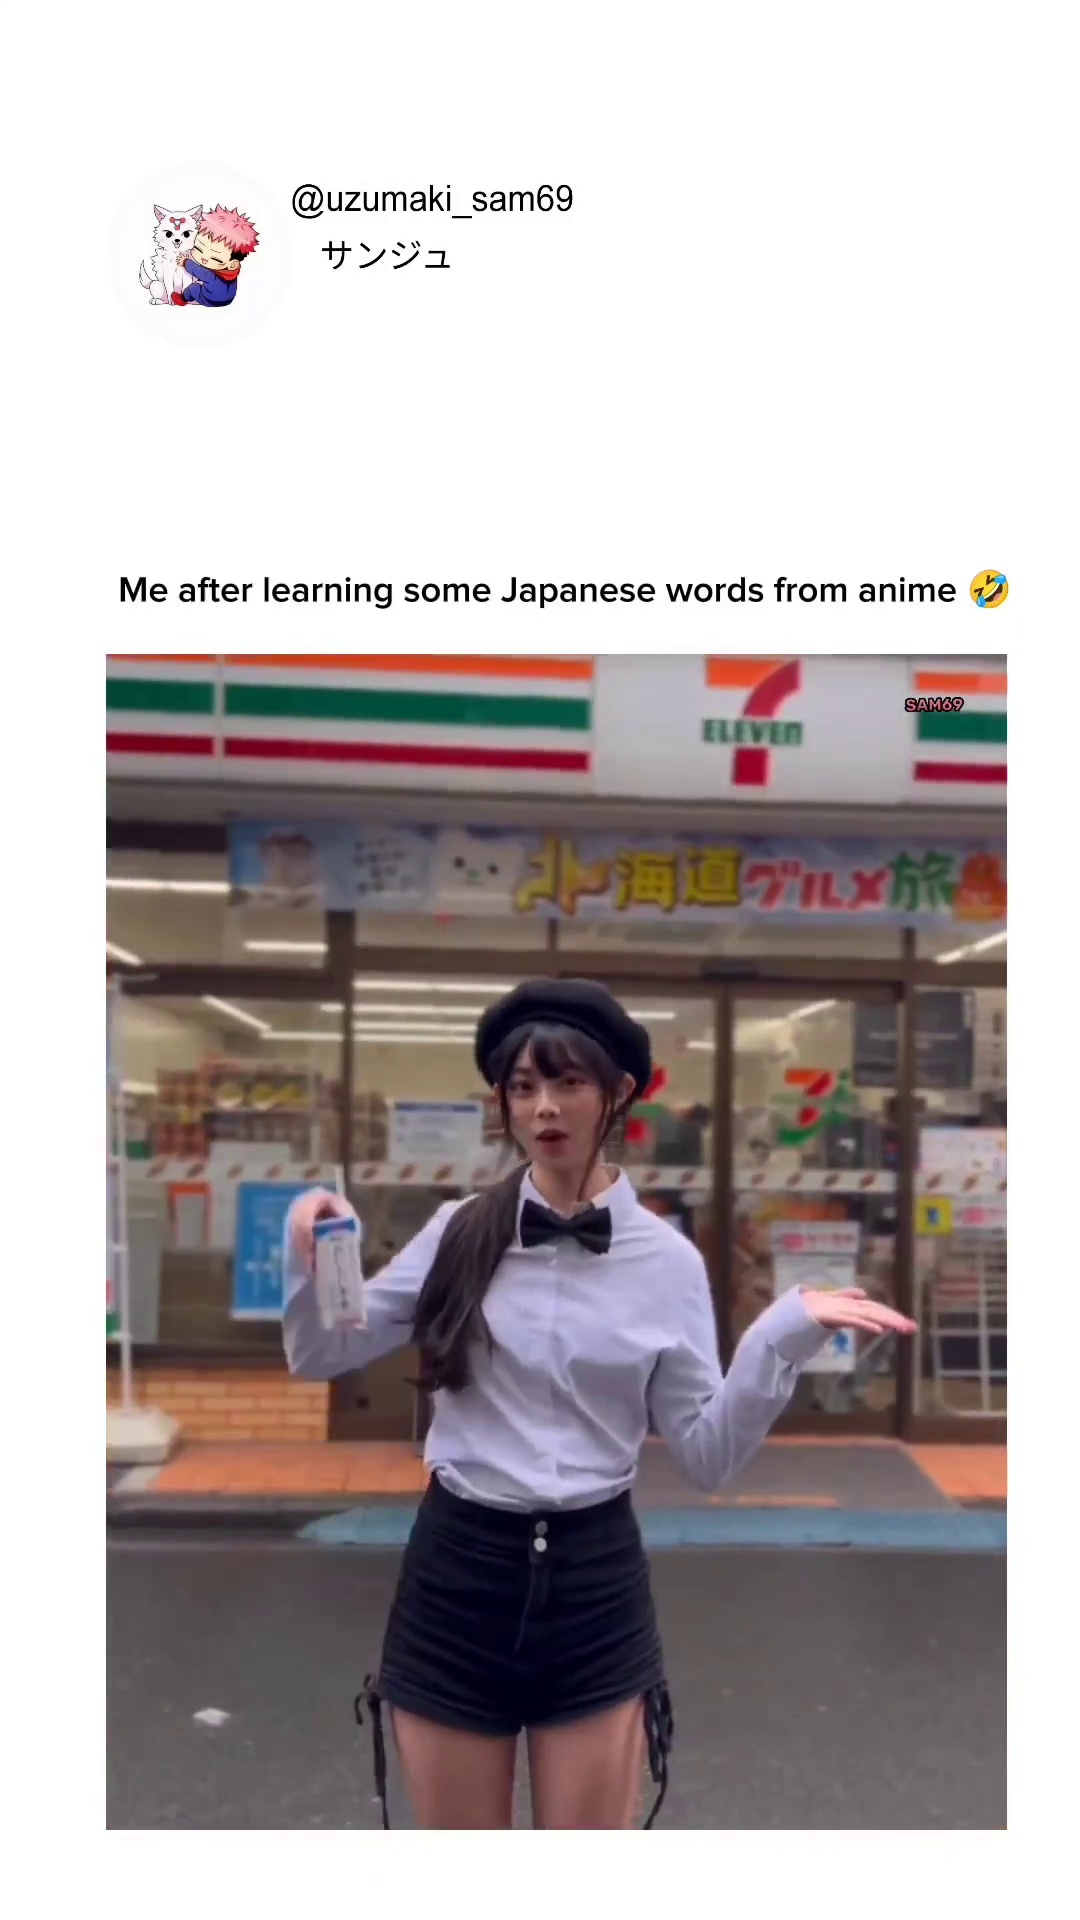 @uzumaki_sam69
サンジュ
Me after learning some Japanese words from anime 🤣
SAM69
7
ELEVEN
北海道グルメ旅